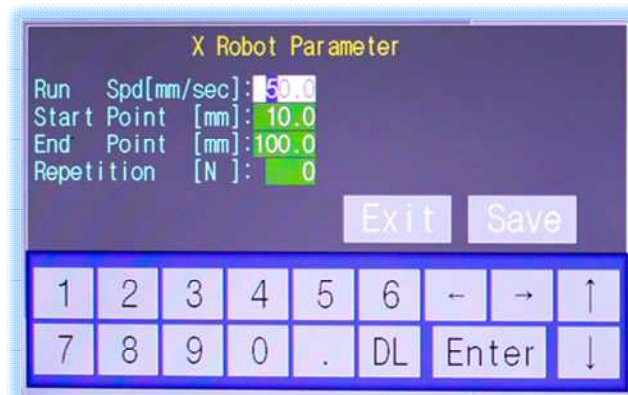 X Robot Parameter
Run Spd[mm/sec]: 50.0
Start Point [mm]: 10.0
End Point [mm]:100.0
Repetition [N ]: 0
Exit Save
1 2 3 4 5 6 ← → ↑
7 8 9 0 . DL Enter ↓